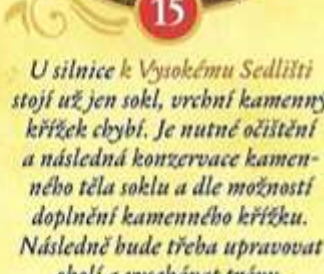 15
U silnice k Vysokému Sedlišti
stojí už jen sokl, vrchní kamenný
křížek chybí. Je nutné očištění
a následná konzervace kamen-
ného těla soklu a dle možností
doplnění kamenného křížku.
Následně bude třeba upravovat